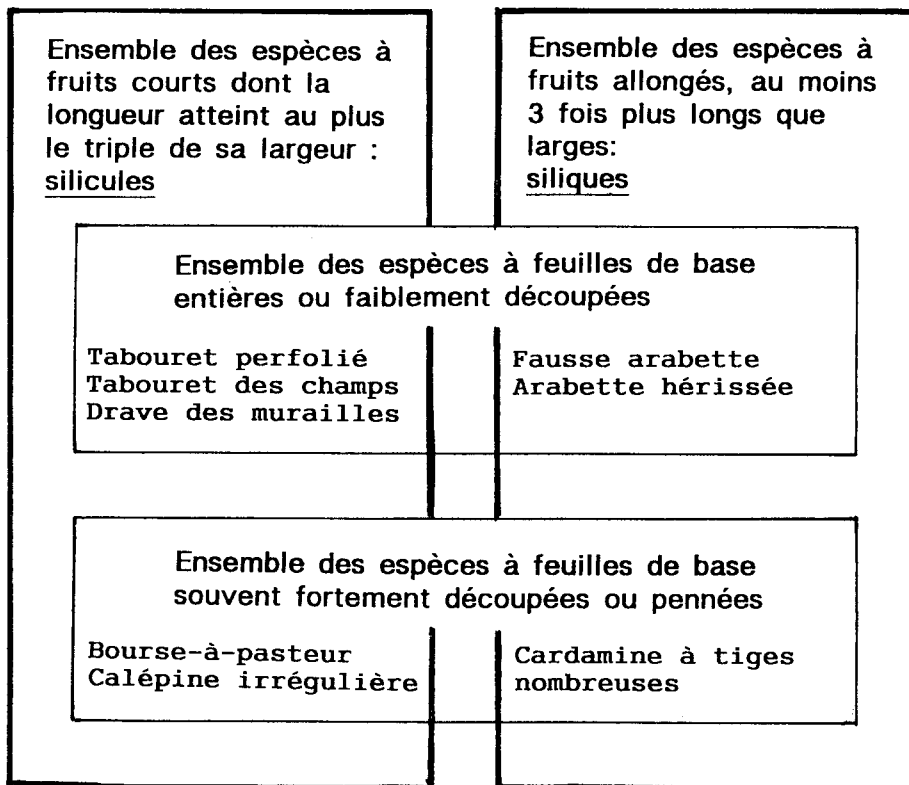 Ensemble des espèces à
fruits courts dont la
longueur atteint au plus
le triple de sa largeur :
silicules
Ensemble des espèces à
fruits allongés, au moins
3 fois plus longs que
larges:
siliques
Ensemble des espèces à feuilles de base
entières ou faiblement découpées
Tabouret perfolié
Tabouret des champs
Drave des murailles
Fausse arabette
Arabette hérissée
Ensemble des espèces à feuilles de base
souvent fortement découpées ou pennées
Bourse-à-pasteur
Calépine irrégulière
Cardamine à tiges
nombreuses